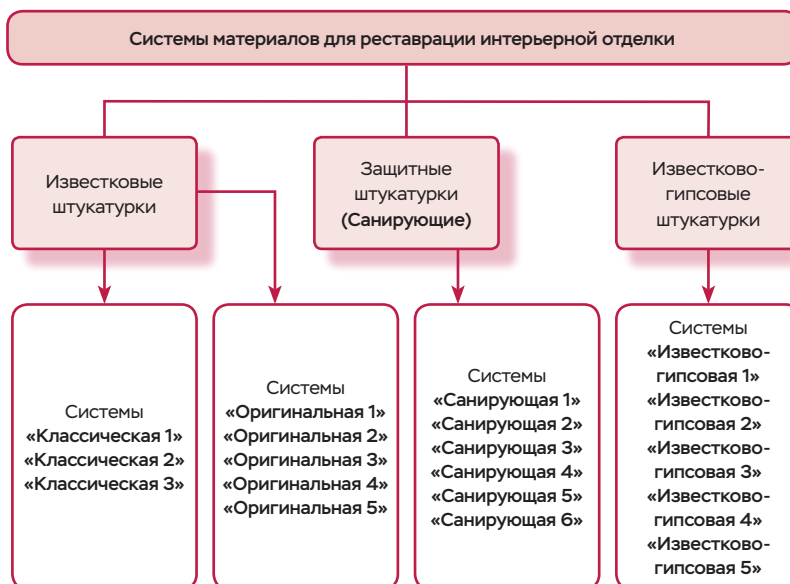 Системы материалов для реставрации интерьерной отделки
Известковые
штукатурки
Защитные
штукатурки
(Санирующие)
Известково-
гипсовые
штукатурки
Системы
«Классическая 1»
«Классическая 2»
«Классическая 3»
Системы
«Оригинальная 1»
«Оригинальная 2»
«Оригинальная 3»
«Оригинальная 4»
«Оригинальная 5»
Системы
«Санирующая 1»
«Санирующая 2»
«Санирующая 3»
«Санирующая 4»
«Санирующая 5»
«Санирующая 6»
Системы
«Известково-
гипсовая 1»
«Известково-
гипсовая 2»
«Известково-
гипсовая 3»
«Известково-
гипсовая 4»
«Известково-
гипсовая 5»